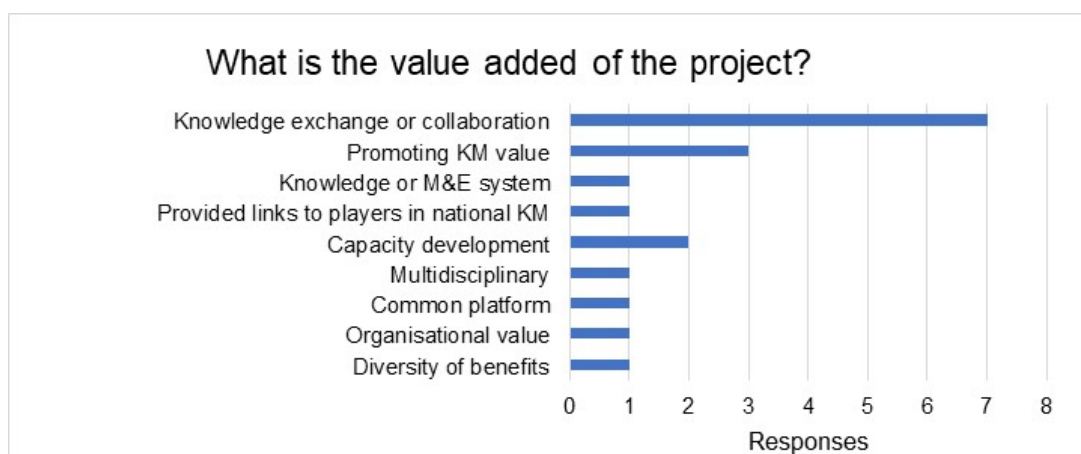 What is the value added of the project?
Knowledge exchange or collaboration
Promoting KM value
Knowledge or M&E system
Provided links to players in national KM
Capacity development
Multidisciplinary
Common platform
Organisational value
Diversity of benefits
0 1 2 3 4 5 6 7 8
Responses